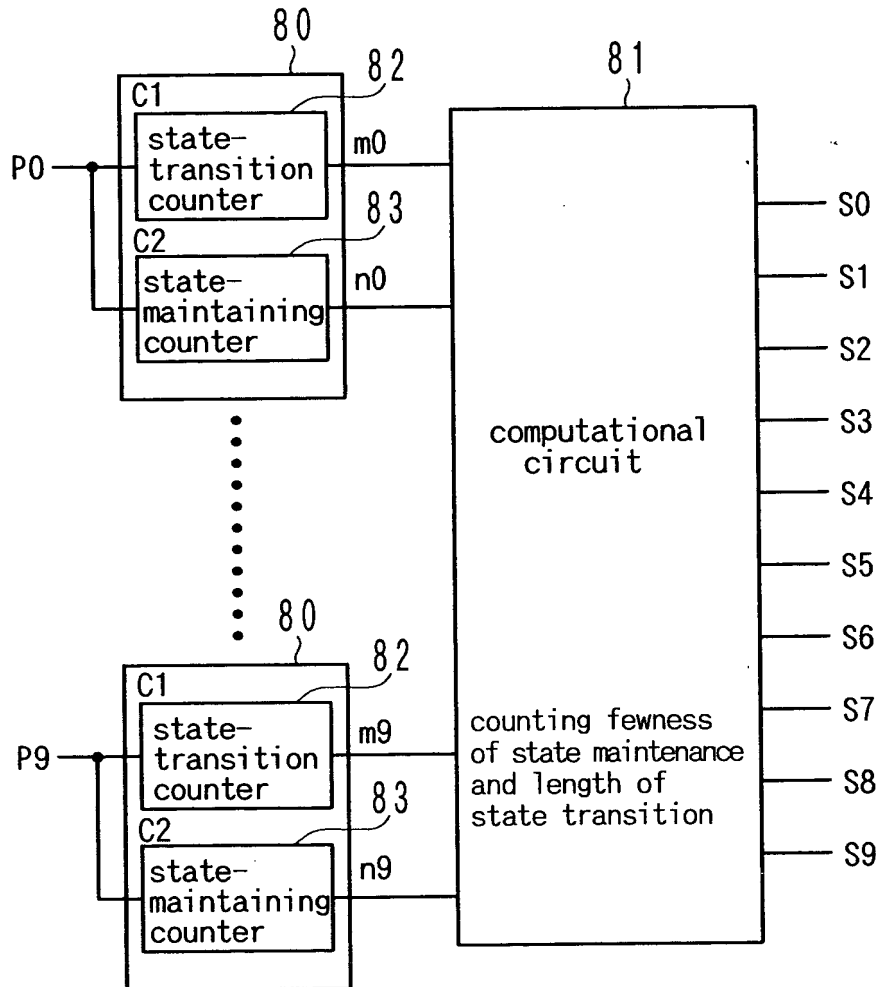 80
81
C1
82
state-
transition
counter
P0
m0
C2
83
state-
maintaining
counter
n0
S0
S1
S2
S3
S4
S5
S6
S7
S8
S9
computational
circuit
counting fewness
of state maintenance
and length of
state transition
80
C1
82
state-
transition
counter
P9
m9
C2
83
state-
maintaining
counter
n9